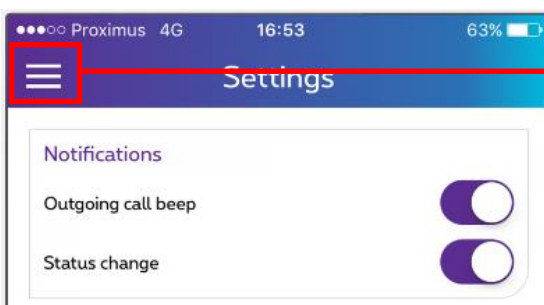 Proximus 4G 16:53 63%
Settings
Notifications
Outgoing call beep
Status change